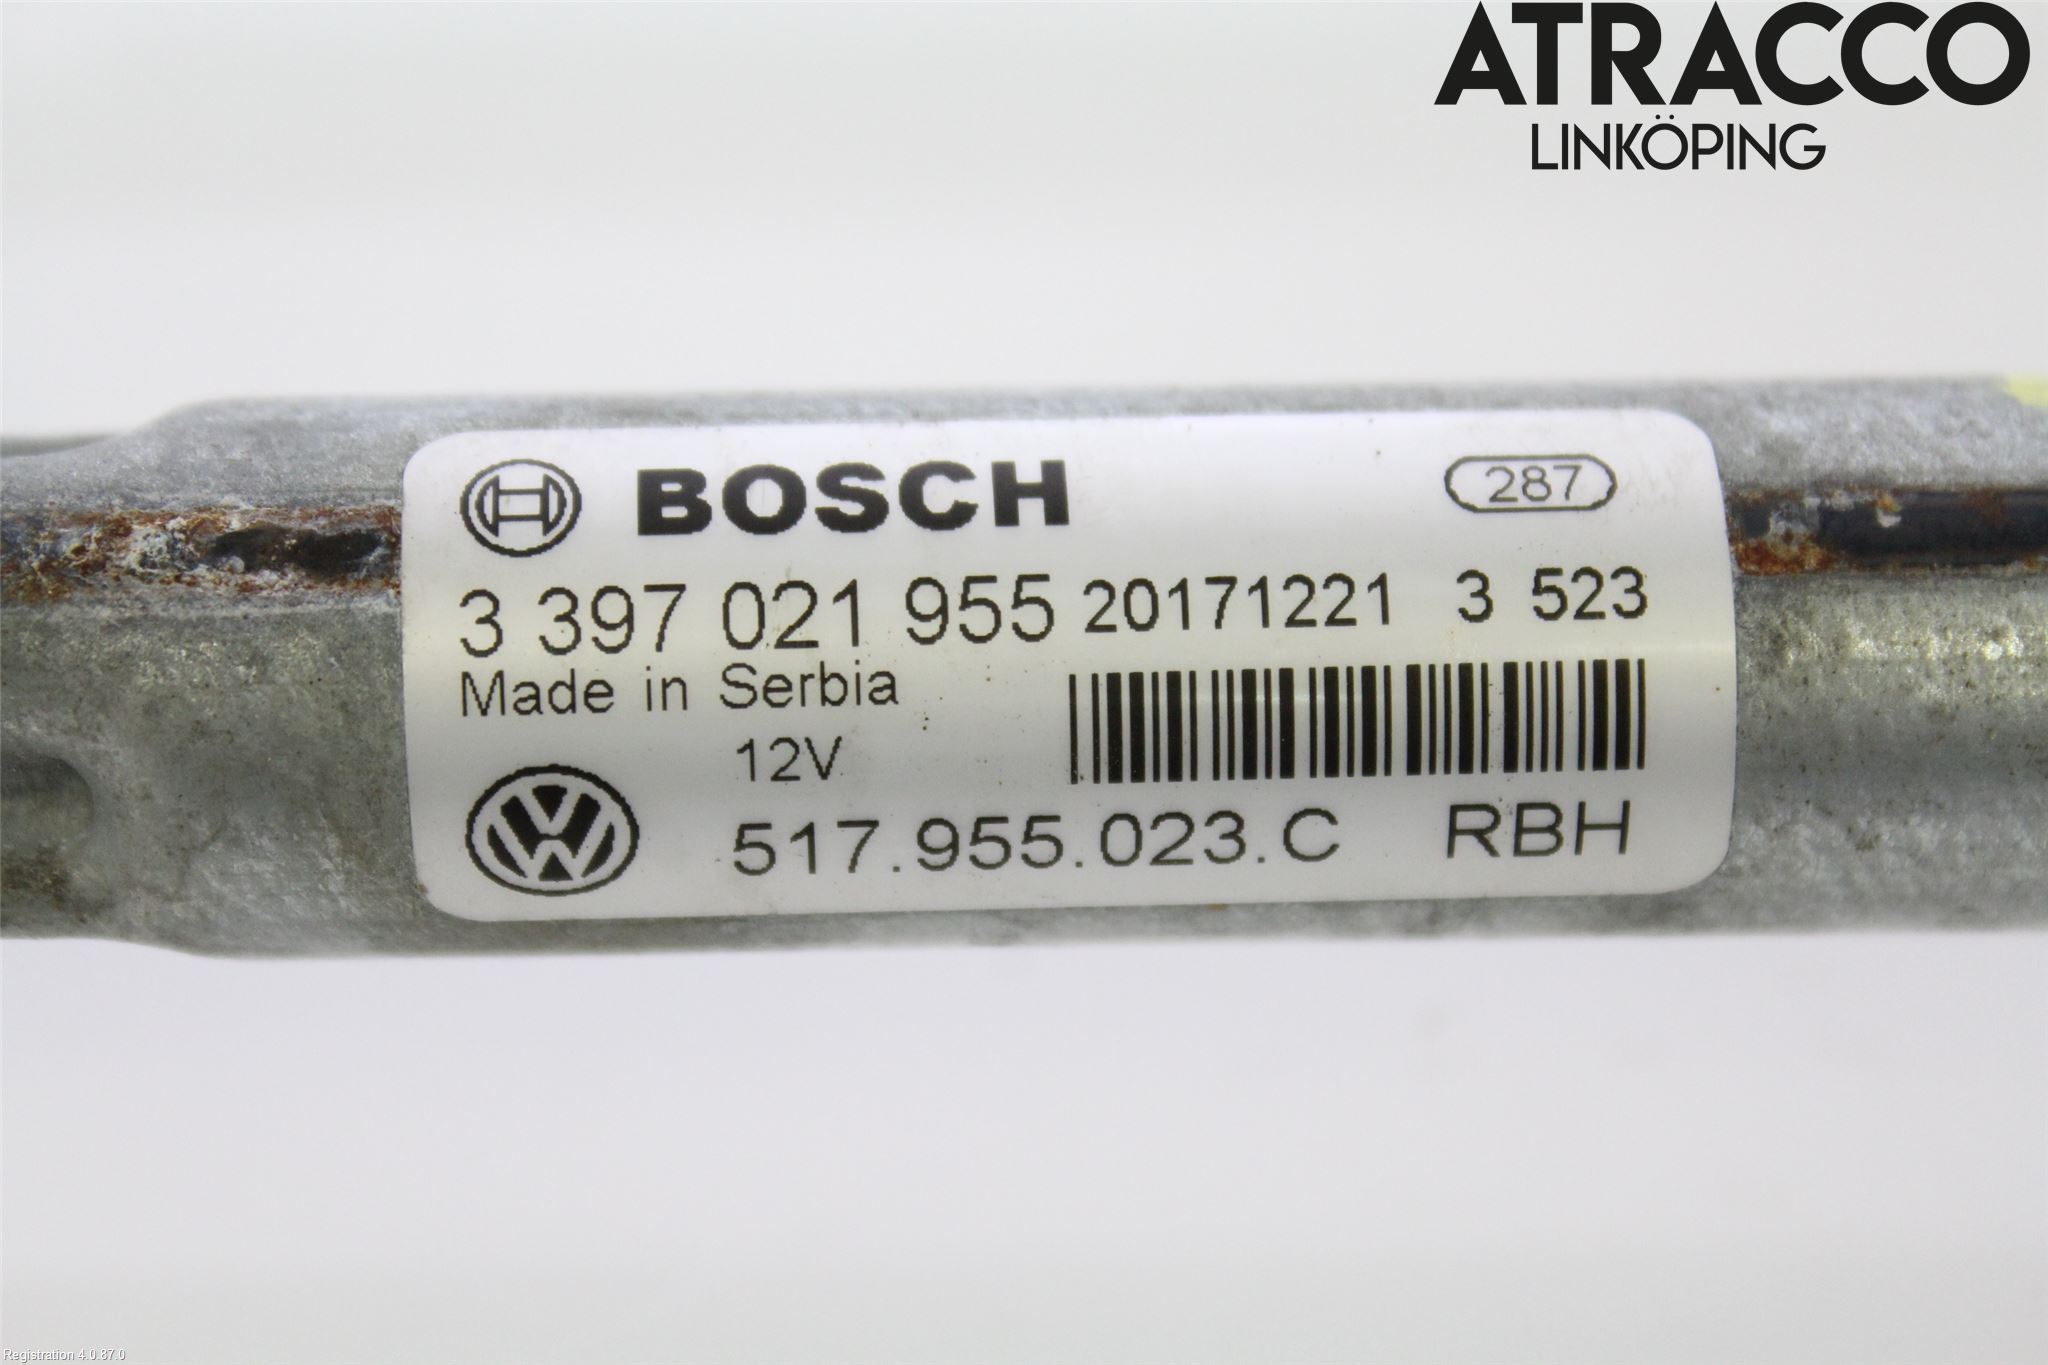 ATRACCO
LINKÖPING
BOSCH 287
3 397 021 955 20171221 3 523
Made in Serbia
12V
517.955.023.C RBH
Registration 4.0.87.0